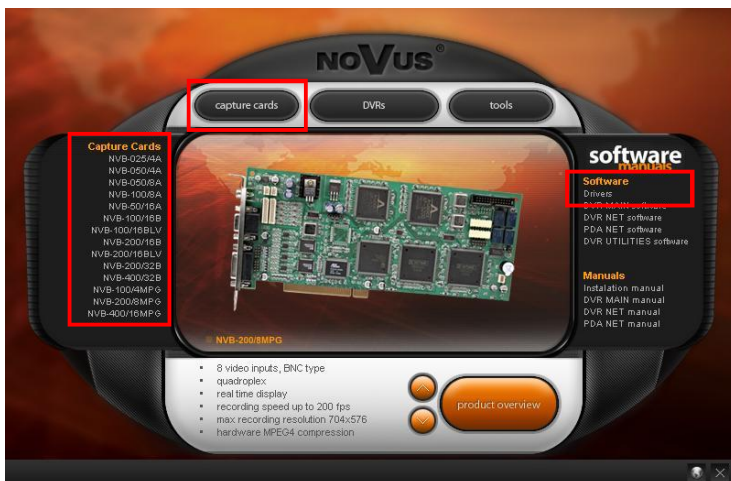 NOVUS®
capture cards
DVRs
tools
Capture Cards
NVB-025/4A
NVB-050/4A
NVB-050/8A
NVB-100/8A
NVB-50/16A
NVB-100/16B
NVB-100/16BLV
NVB-200/16B
NVB-200/16BLV
NVB-200/32B
NVB-400/32B
NVB-100/4MPG
NVB-200/8MPG
NVB-400/16MPG
NVB-200/8MPG
software
manuals
Software
Drivers
DVR MAIN software
DVR NET software
PDA NET software
DVR UTILITIES software
Manuals
Instalation manual
DVR MAIN manual
DVR NET manual
PDA NET manual
8 video inputs, BNC type
quadroplex
real time display
recording speed up to 200 fps
max recording resolution 704x576
hardware MPEG4 compression
product overview